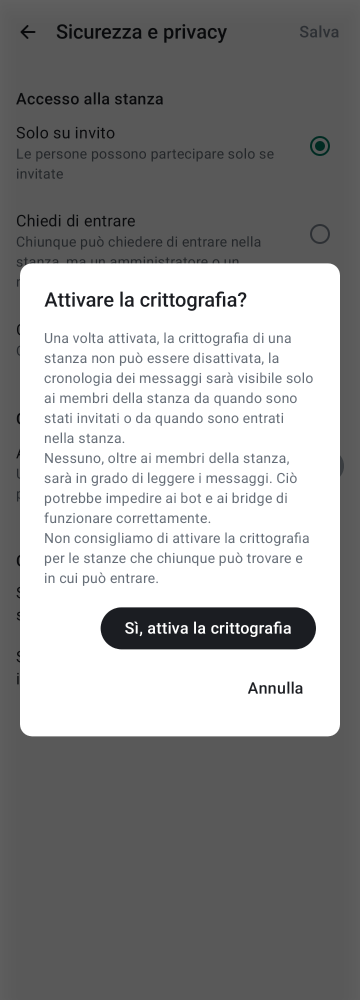 Sicurezza e privacy
Salva
Accesso alla stanza
Solo su invito
Le persone possono partecipare solo se
invitate
Chiedi di entrare
Chiunque può chiedere di entrare nella
stanza, ma un amministratore o un
Attivare la crittografia?
Una volta attivata, la crittografia di una
stanza non può essere disattivata, la
cronologia dei messaggi sarà visibile solo
ai membri della stanza da quando sono
stati invitati o da quando sono entrati
nella stanza.
Nessuno, oltre ai membri della stanza,
sarà in grado di leggere i messaggi. Ciò
potrebbe impedire ai bot e ai bridge di
funzionare correttamente.
Non consigliamo di attivare la crittografia
per le stanze che chiunque può trovare e
in cui può entrare.
Sì, attiva la crittografia
Annulla